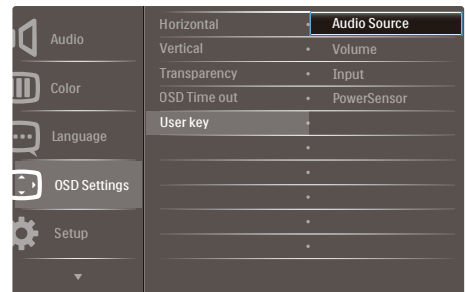 Audio
Color
Language
OSD Settings
Setup
Horizontal
Vertical
Transparency
OSD Time out
User key
Audio Source
Volume
Input
PowerSensor